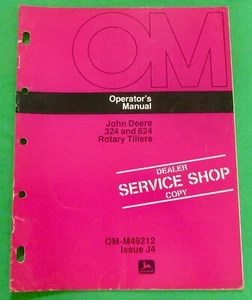 OM
Operator's
Manual
John Deere
324 and 624
Rotary Tillers
DEALER
SERVICE SHOP
COPY
OM-M49212
Issue J4